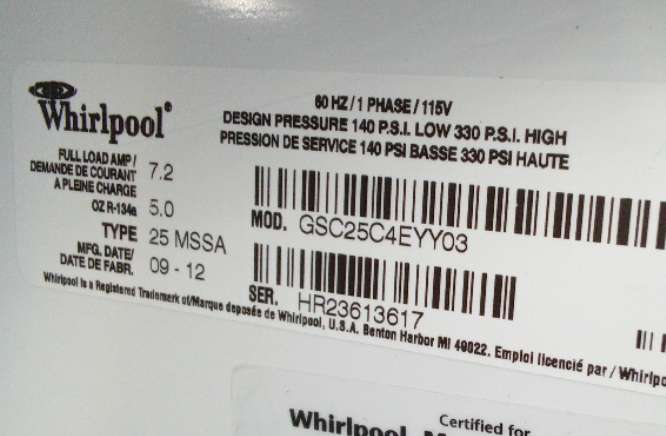 Whirlpool®
60 HZ / 1 PHASE / 115V
DESIGN PRESSURE 140 P.S.I. LOW 330 P.S.I. HIGH
PRESSION DE SERVICE 140 PSI BASSE 330 PSI HAUTE
FULL LOAD AMP /
DEMANDE DE COURANT 7.2
A PLEINE CHARGE
OZ R-134a 5.0
TYPE 25 MSSA
MFG. DATE/
DATE DE FABR. 09 - 12
MOD. GSC25C4EYY03
SER. HR23613617
Whirlpool is a Registered Trademark of/Marque deposée de Whirlpool, U.S.A. Benton Harbor MI 49022. Emploi licencié par / Whirlpo
Certified for
Whirlpool